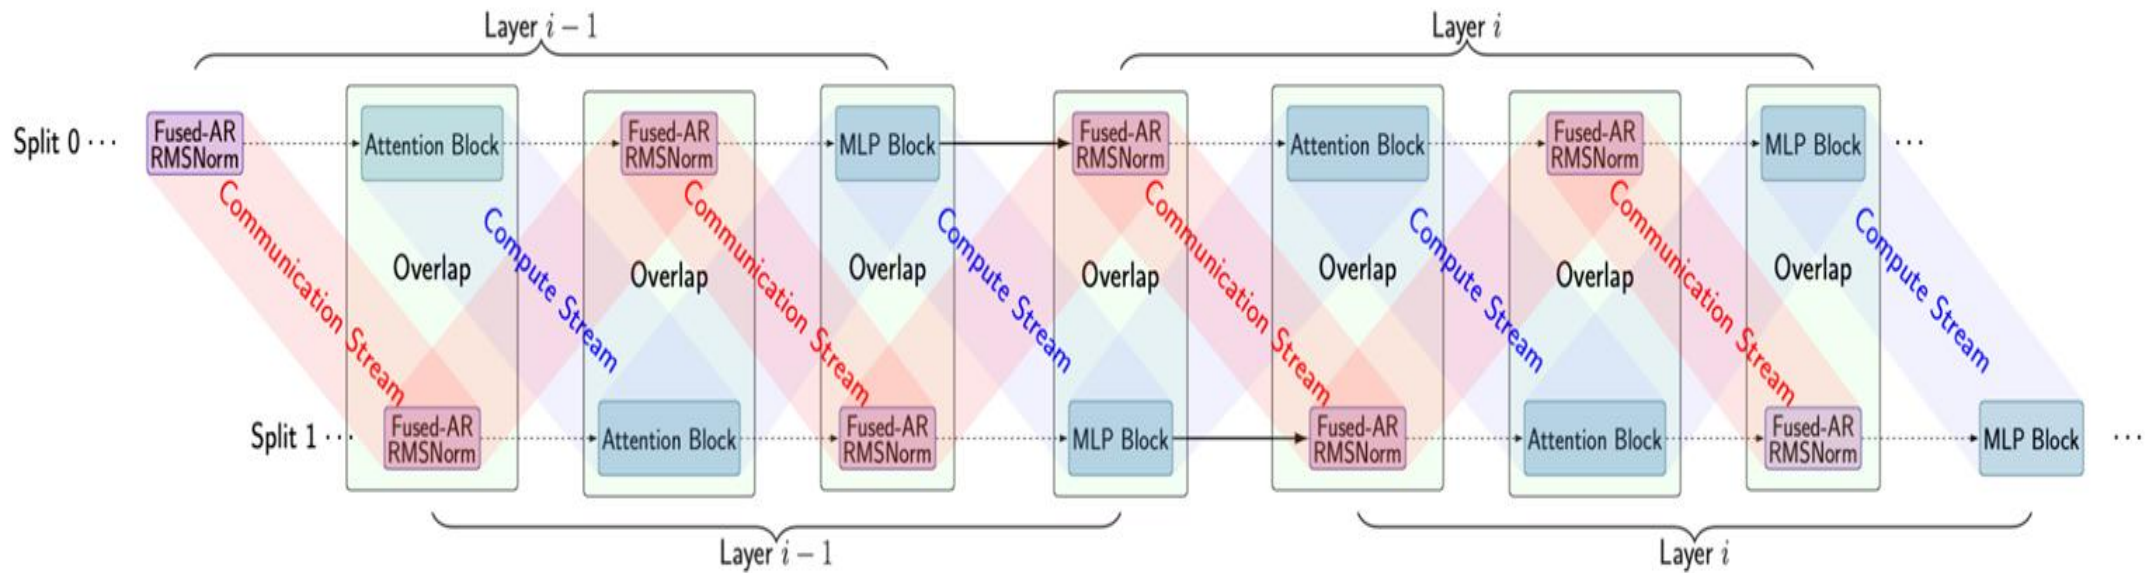 Layer i − 1
Layer i
Split 0 ···
Fused-AR
RMSNorm
Attention Block
Fused-AR
RMSNorm
MLP Block
Fused-AR
RMSNorm
Attention Block
Fused-AR
RMSNorm
MLP Block
···
Communication Stream
Compute Stream
Communication Stream
Compute Stream
Communication Stream
Compute Stream
Communication Stream
Compute Stream
Overlap
Overlap
Overlap
Overlap
Overlap
Overlap
Overlap
Split 1 ···
Fused-AR
RMSNorm
Attention Block
Fused-AR
RMSNorm
MLP Block
Fused-AR
RMSNorm
Attention Block
Fused-AR
RMSNorm
MLP Block
···
Layer i − 1
Layer i